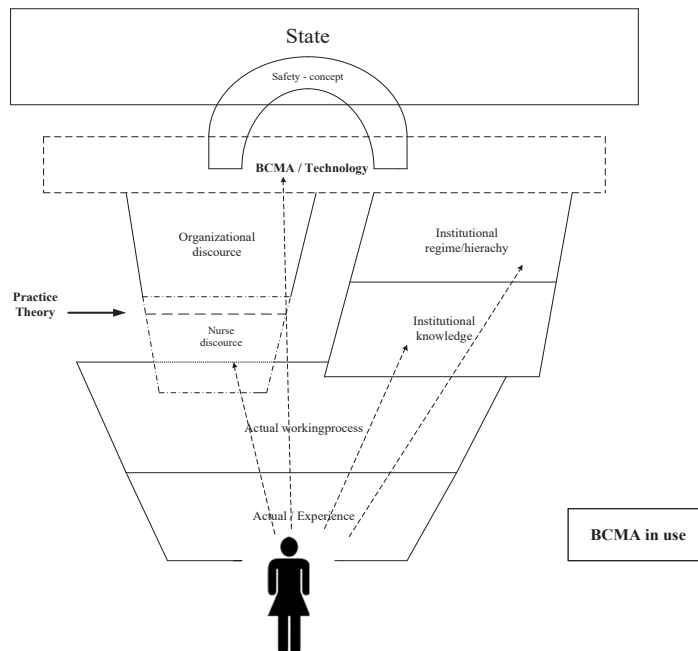 State
Safety - concept
BCMA / Technology
Organizational
discource
Institutional
regime/hierachy
Practice
Theory
Nurse
discource
Institutional
knowledge
Actual workingprocess
Actual / Experience
BCMA in use